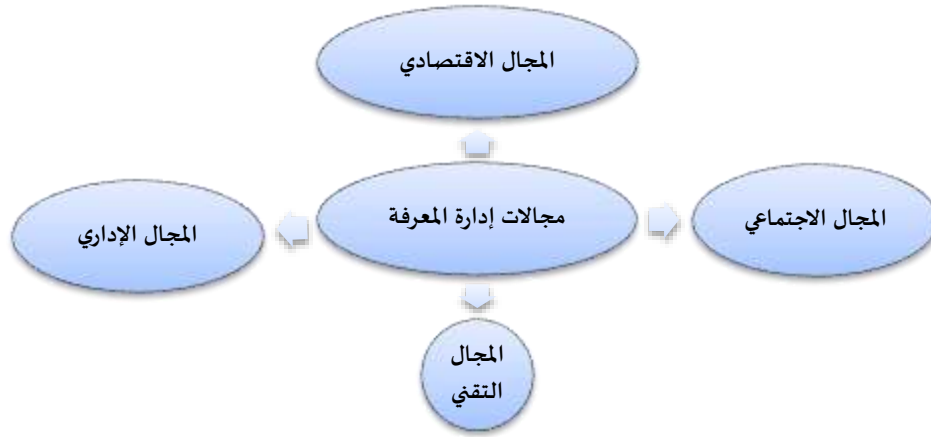 المجال الاقتصادي
المجال الاجتماعي
مجالات إدارة المعرفة
المجال الإداري
المجال
التقني